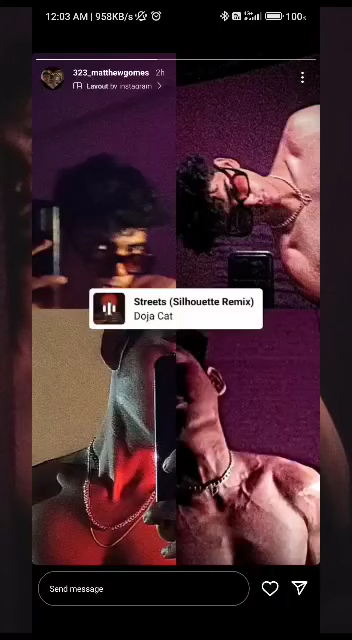 12:03 AM | 958KB/s
100%
323_matthewgomes 2h
Layout by Instagram >
Streets (Silhouette Remix)
Doja Cat
Send message